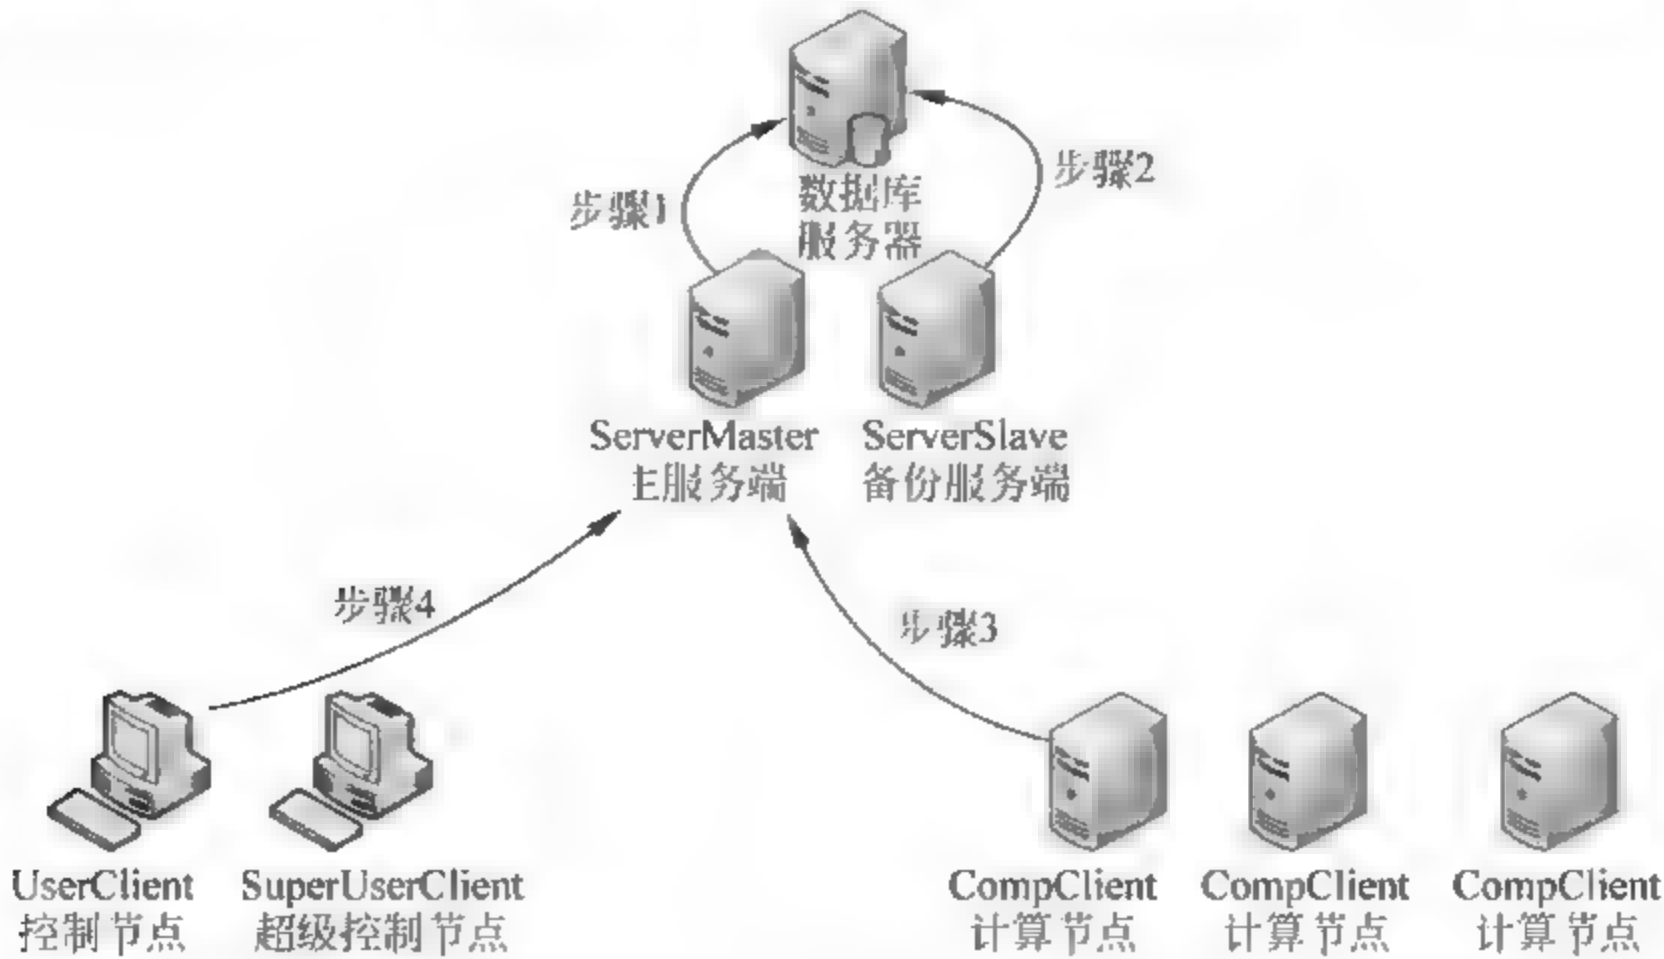 步骤1
数据库
服务器
步骤2
ServerMaster
主服务端
ServerSlave
备份服务端
步骤4
步骤3
UserClient
控制节点
SuperUserClient
超级控制节点
CompClient
计算节点
CompClient
计算节点
CompClient
计算节点